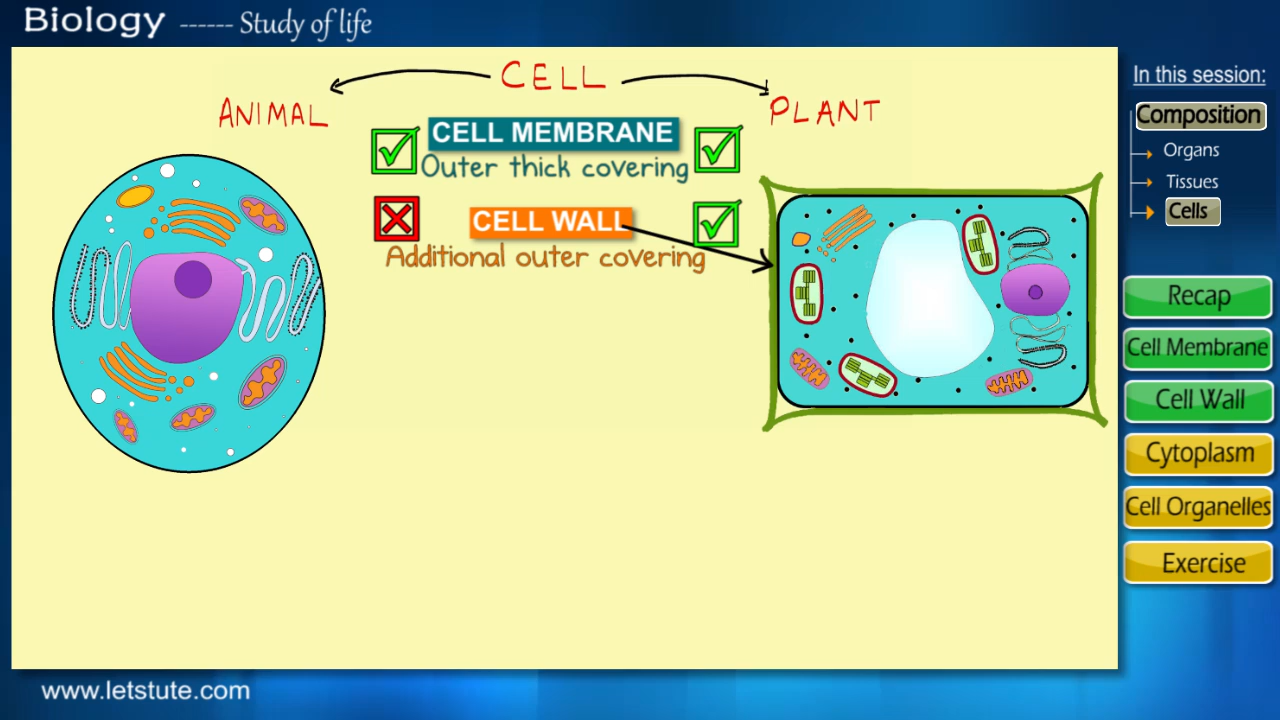 Biology ------ Study of life
CELL
ANIMAL
PLANT
CELL MEMBRANE
Outer thick covering
CELL WALL
Additional outer covering
In this session:
Composition
Organs
Tissues
Cells
Recap
Cell Membrane
Cell Wall
Cytoplasm
Cell Organelles
Exercise
www.letstute.com